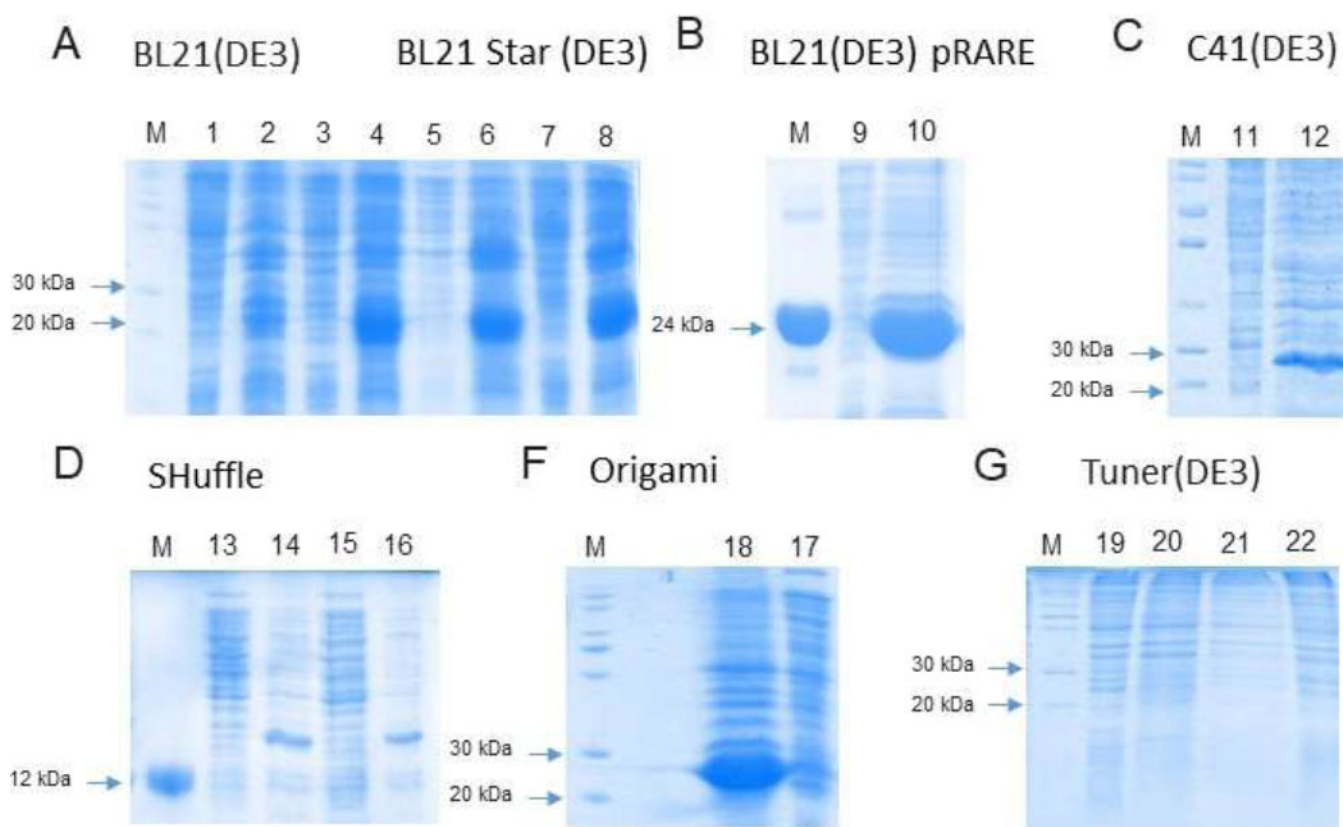 A BL21(DE3) BL21 Star (DE3)
M 1 2 3 4 5 6 7 8
30 kDa
20 kDa
B BL21(DE3) pRARE
M 9 10
24 kDa
C C41(DE3)
M 11 12
30 kDa
20 kDa
D SHuffle
M 13 14 15 16
12 kDa
F Origami
M 18 17
30 kDa
20 kDa
G Tuner(DE3)
M 19 20 21 22
30 kDa
20 kDa